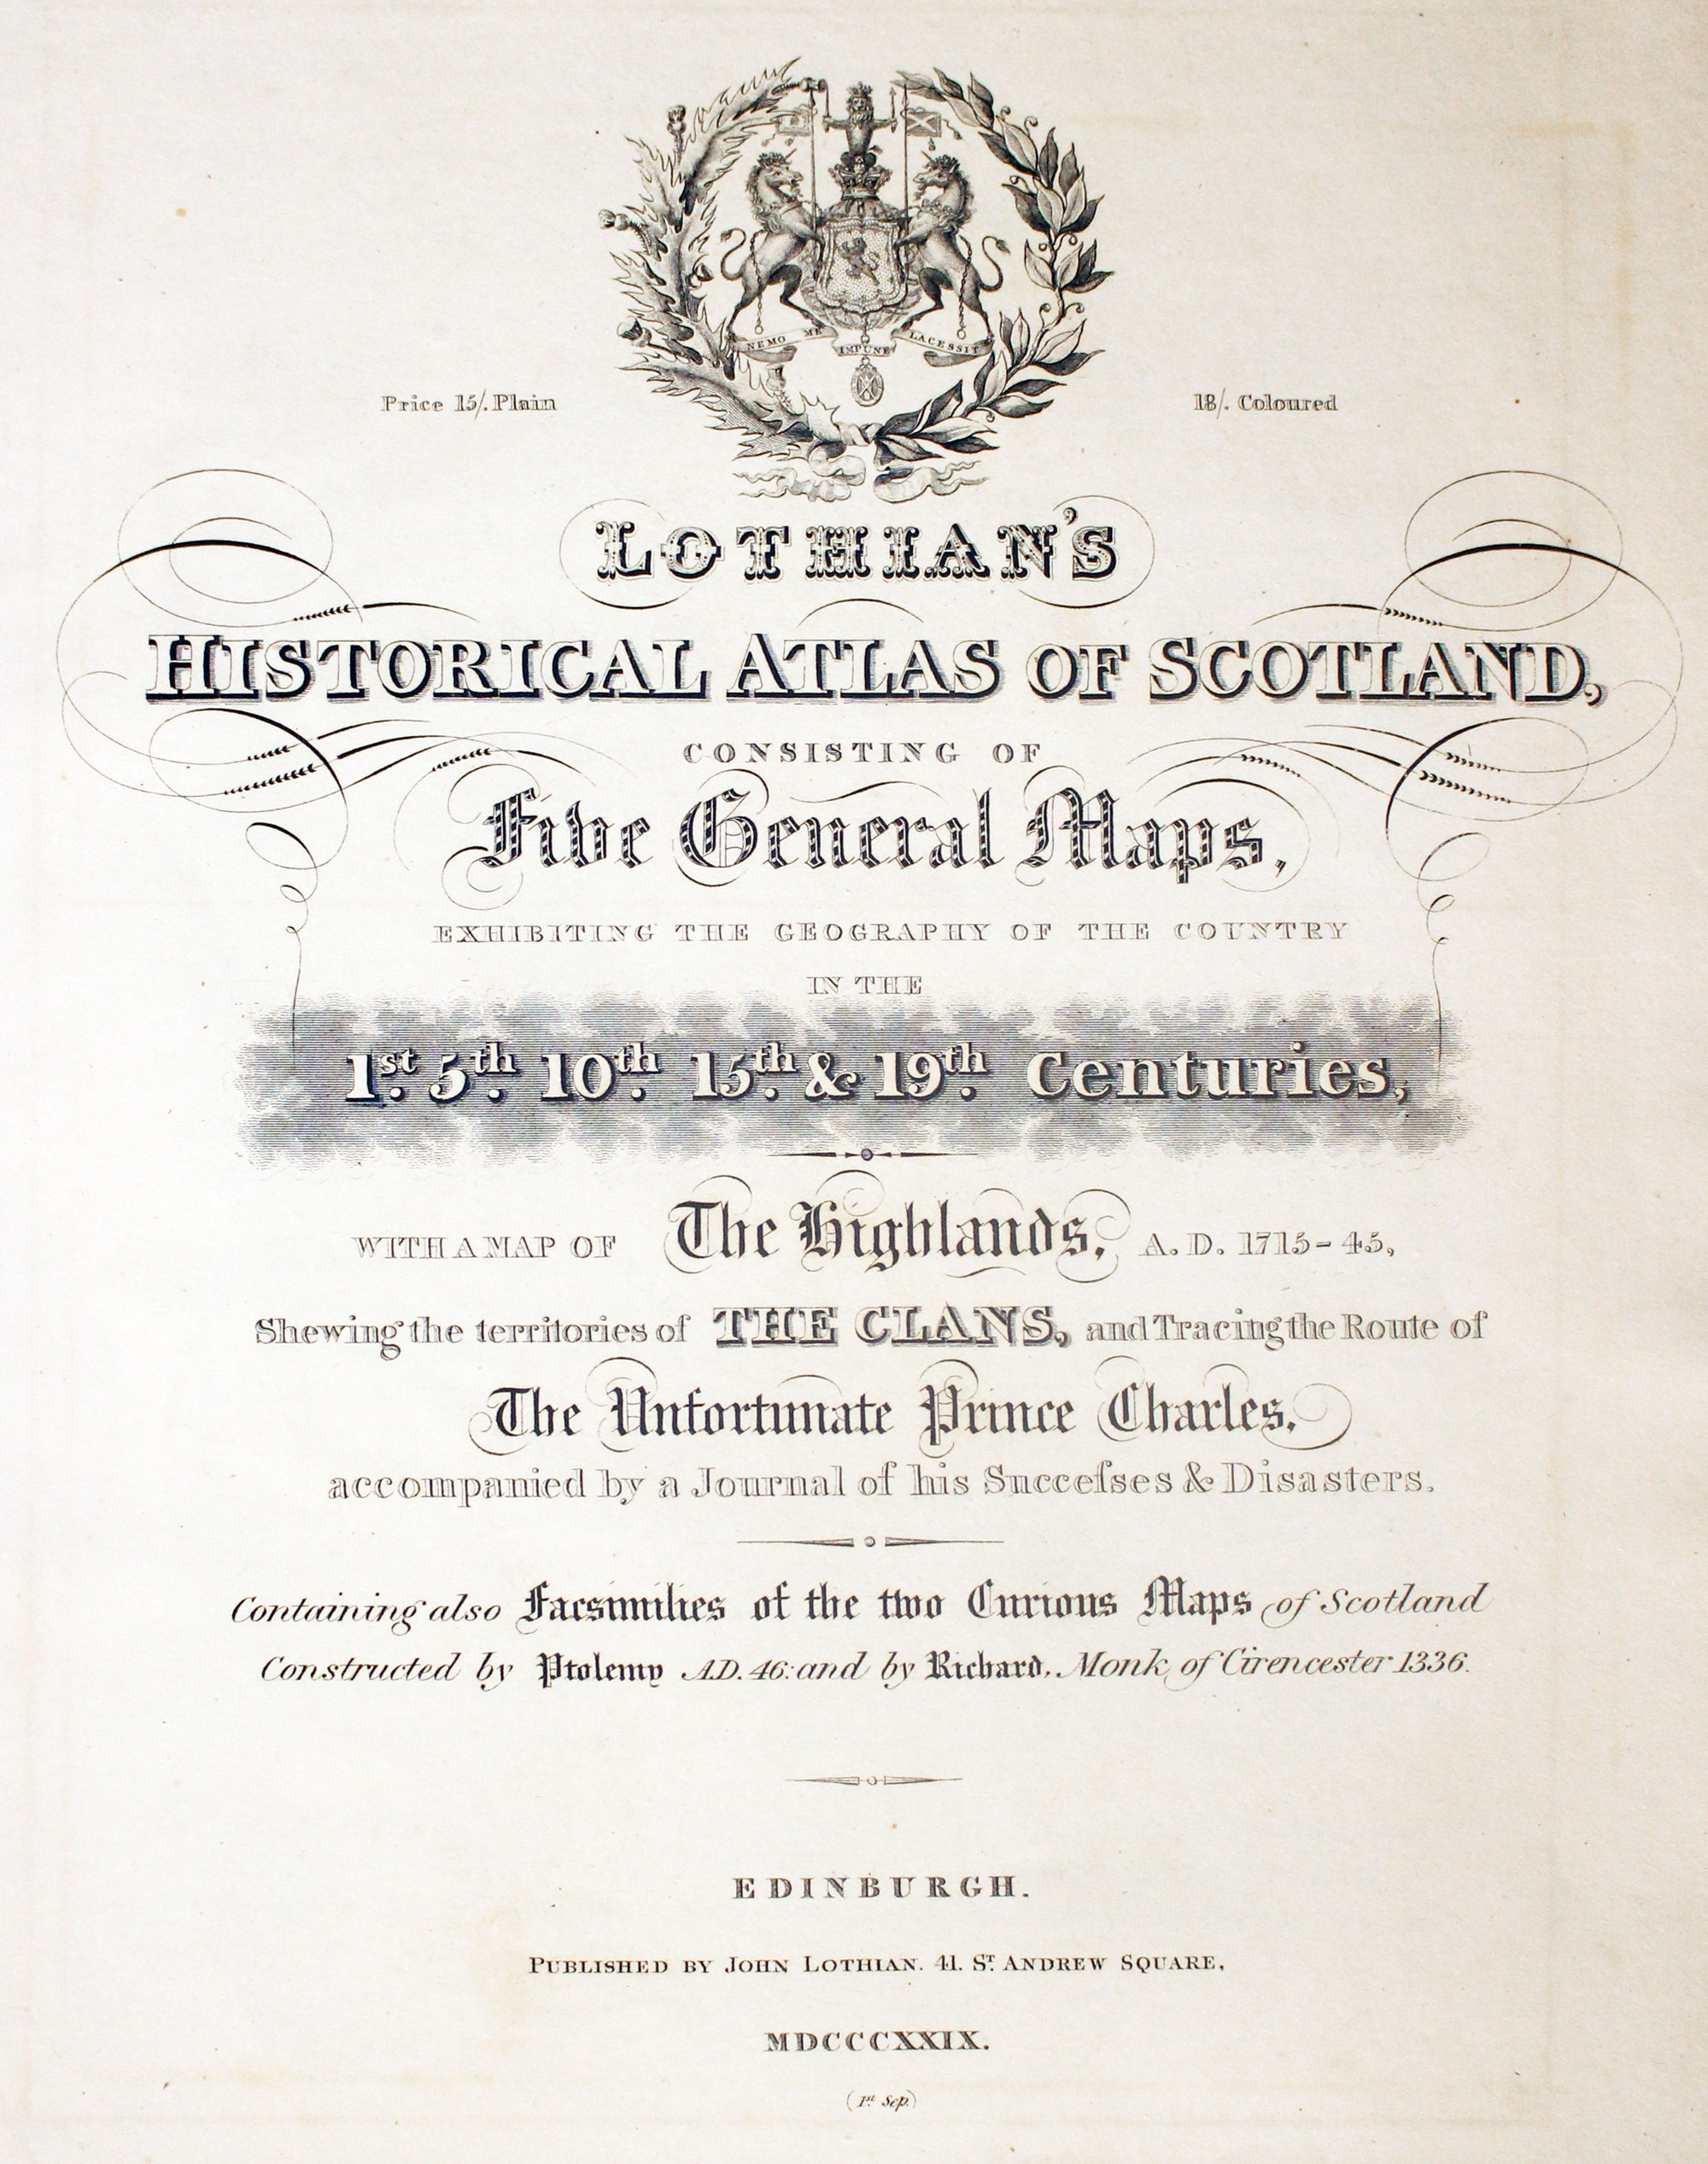 NEMO ME IMPUNE LACESSIT
Price 15/. Plain
18/. Coloured
LOTHIAN'S
HISTORICAL ATLAS OF SCOTLAND,
CONSISTING OF
Five General Maps,
EXHIBITING THE GEOGRAPHY OF THE COUNTRY
IN THE
1st. 5th. 10th. 15th. & 19th. Centuries,
WITH A MAP OF The Highlands, A. D. 1715-45,
Shewing the territories of THE CLANS, and Tracing the Route of
The Unfortunate Prince Charles,
accompanied by a Journal of his Succeſses & Disasters.
Containing also Facsimilies of the two Curious Maps of Scotland
Constructed by Ptolemy A.D. 46: and by Richard, Monk of Cirencester 1336.
EDINBURGH.
PUBLISHED BY JOHN LOTHIAN. 41. ST. ANDREW SQUARE,
MDCCCXXIX.
(1st. Sep.)